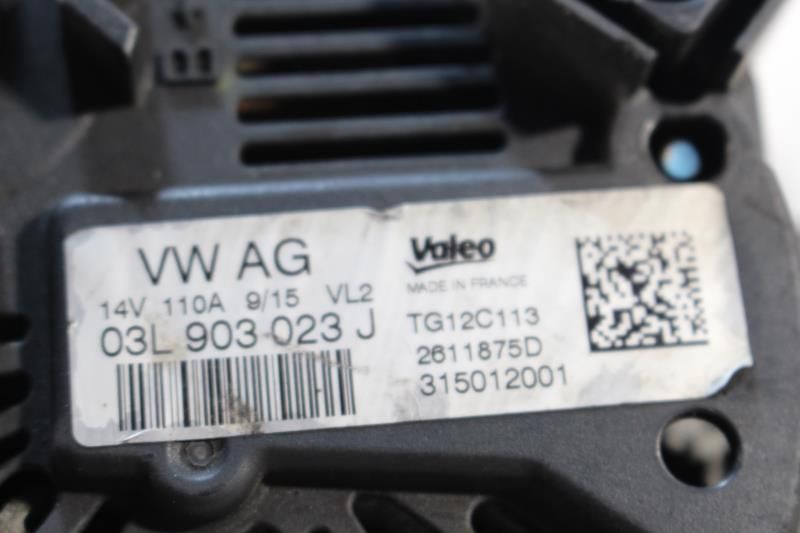 VW AG
14V 110A 9/15 VL2
03L 903 023 J
Valeo
MADE IN FRANCE
TG12C113
2611875D
315012001